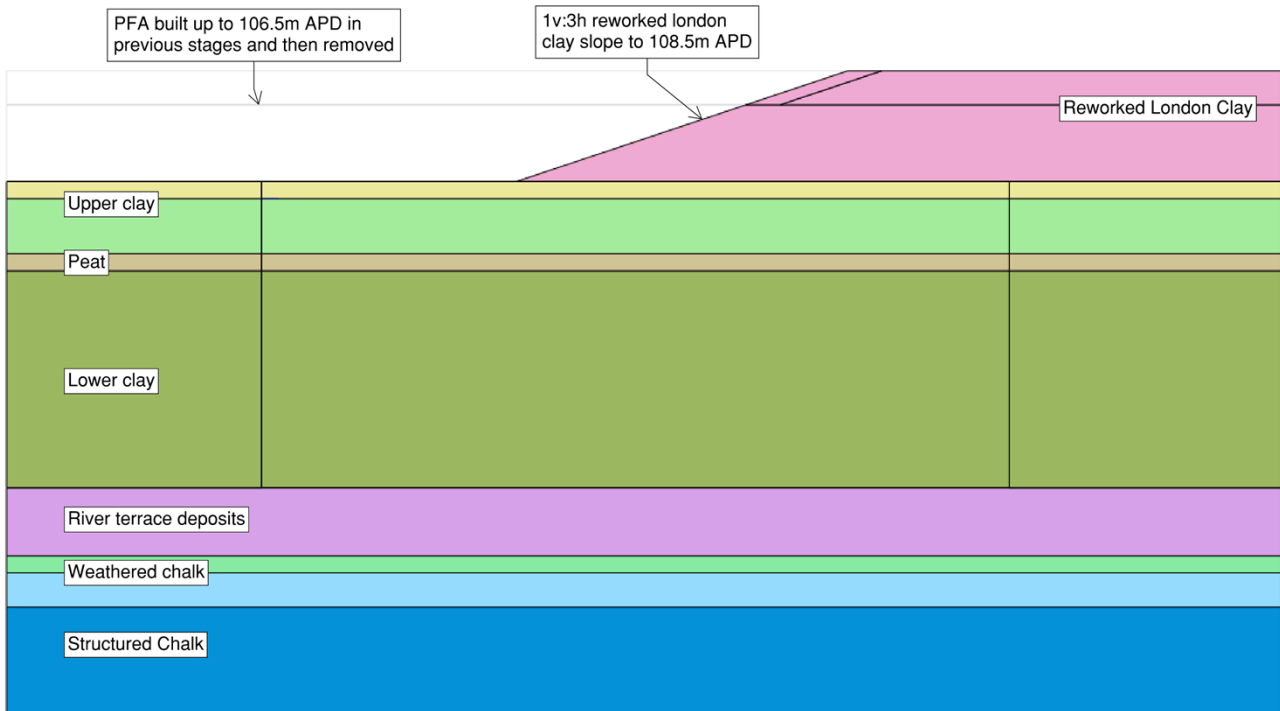 PFA built up to 106.5m APD in
previous stages and then removed
1v:3h reworked london
clay slope to 108.5m APD
Reworked London Clay
Upper clay
Peat
Lower clay
River terrace deposits
Weathered chalk
Structured Chalk